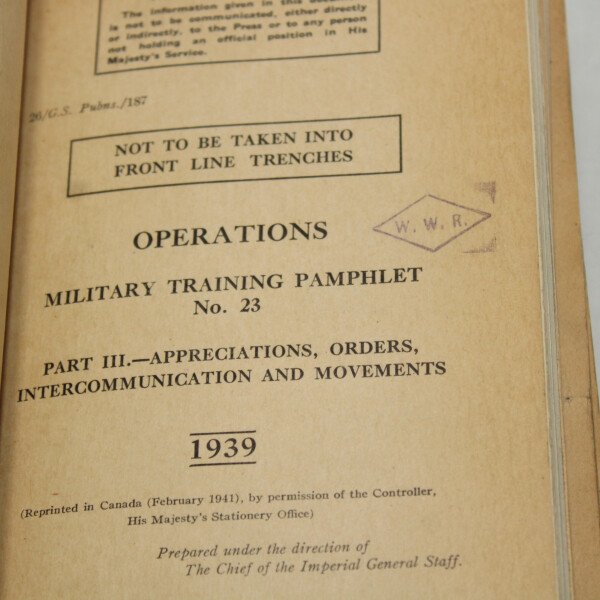 The information given in this document
is not to be communicated, either directly
or indirectly, to the Press or to any person
not holding an official position in His
Majesty's Service.
26/G.S. Pubns./187
NOT TO BE TAKEN INTO
FRONT LINE TRENCHES
W. W. R.
OPERATIONS
MILITARY TRAINING PAMPHLET
No. 23
PART III.—APPRECIATIONS, ORDERS,
INTERCOMMUNICATION AND MOVEMENTS
1939
(Reprinted in Canada (February 1941), by permission of the Controller,
His Majesty's Stationery Office)
Prepared under the direction of
The Chief of the Imperial General Staff.